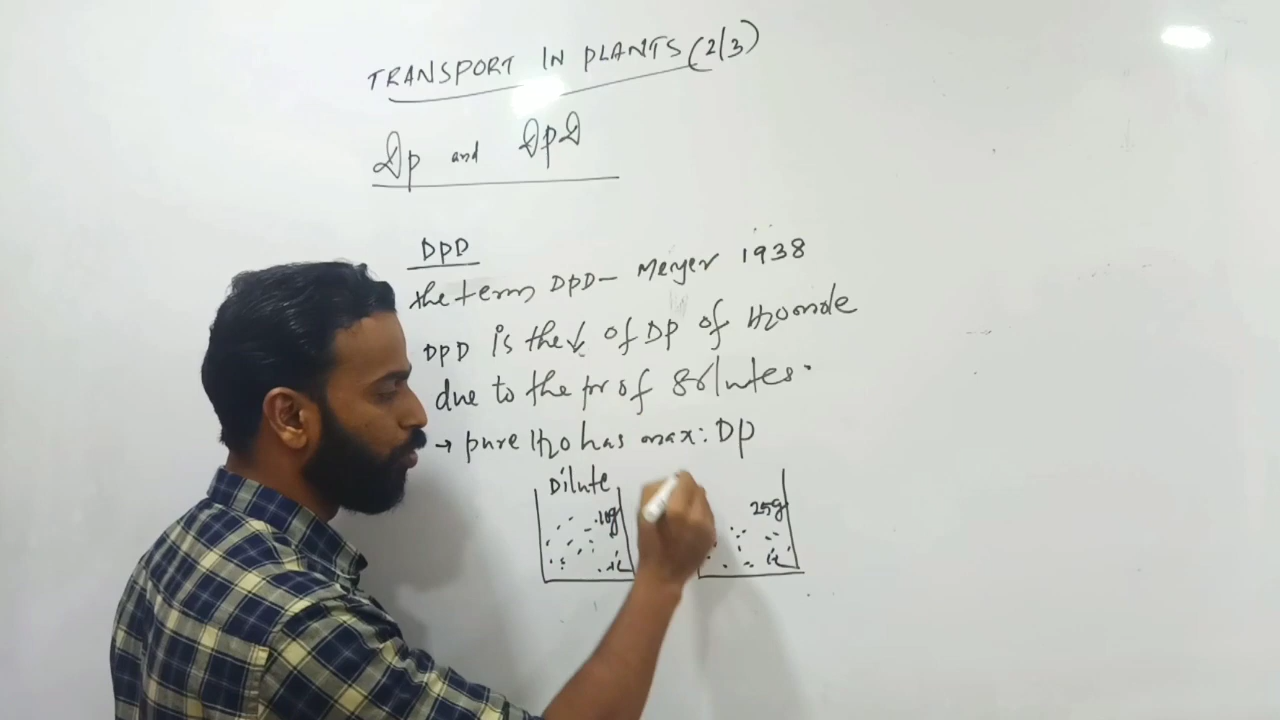 TRANSPORT IN PLANTS (2/3)
Dp and DpD
DPD
the term DPD- Meyer 1938
DPD is the ↓ of DP of H2O mole
due to the pr of Solutes.
→ pure H2O has max: DP
Dilute
10g 25g